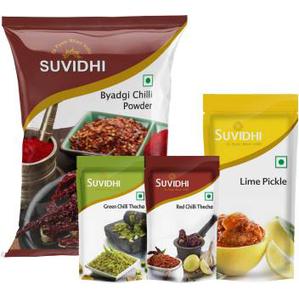 SUVIDHI
Byadgi Chilli
Powder
SUVIDHI
Green Chilli Thecha
SUVIDHI
Red Chilli Thecha
SUVIDHI
Lime Pickle